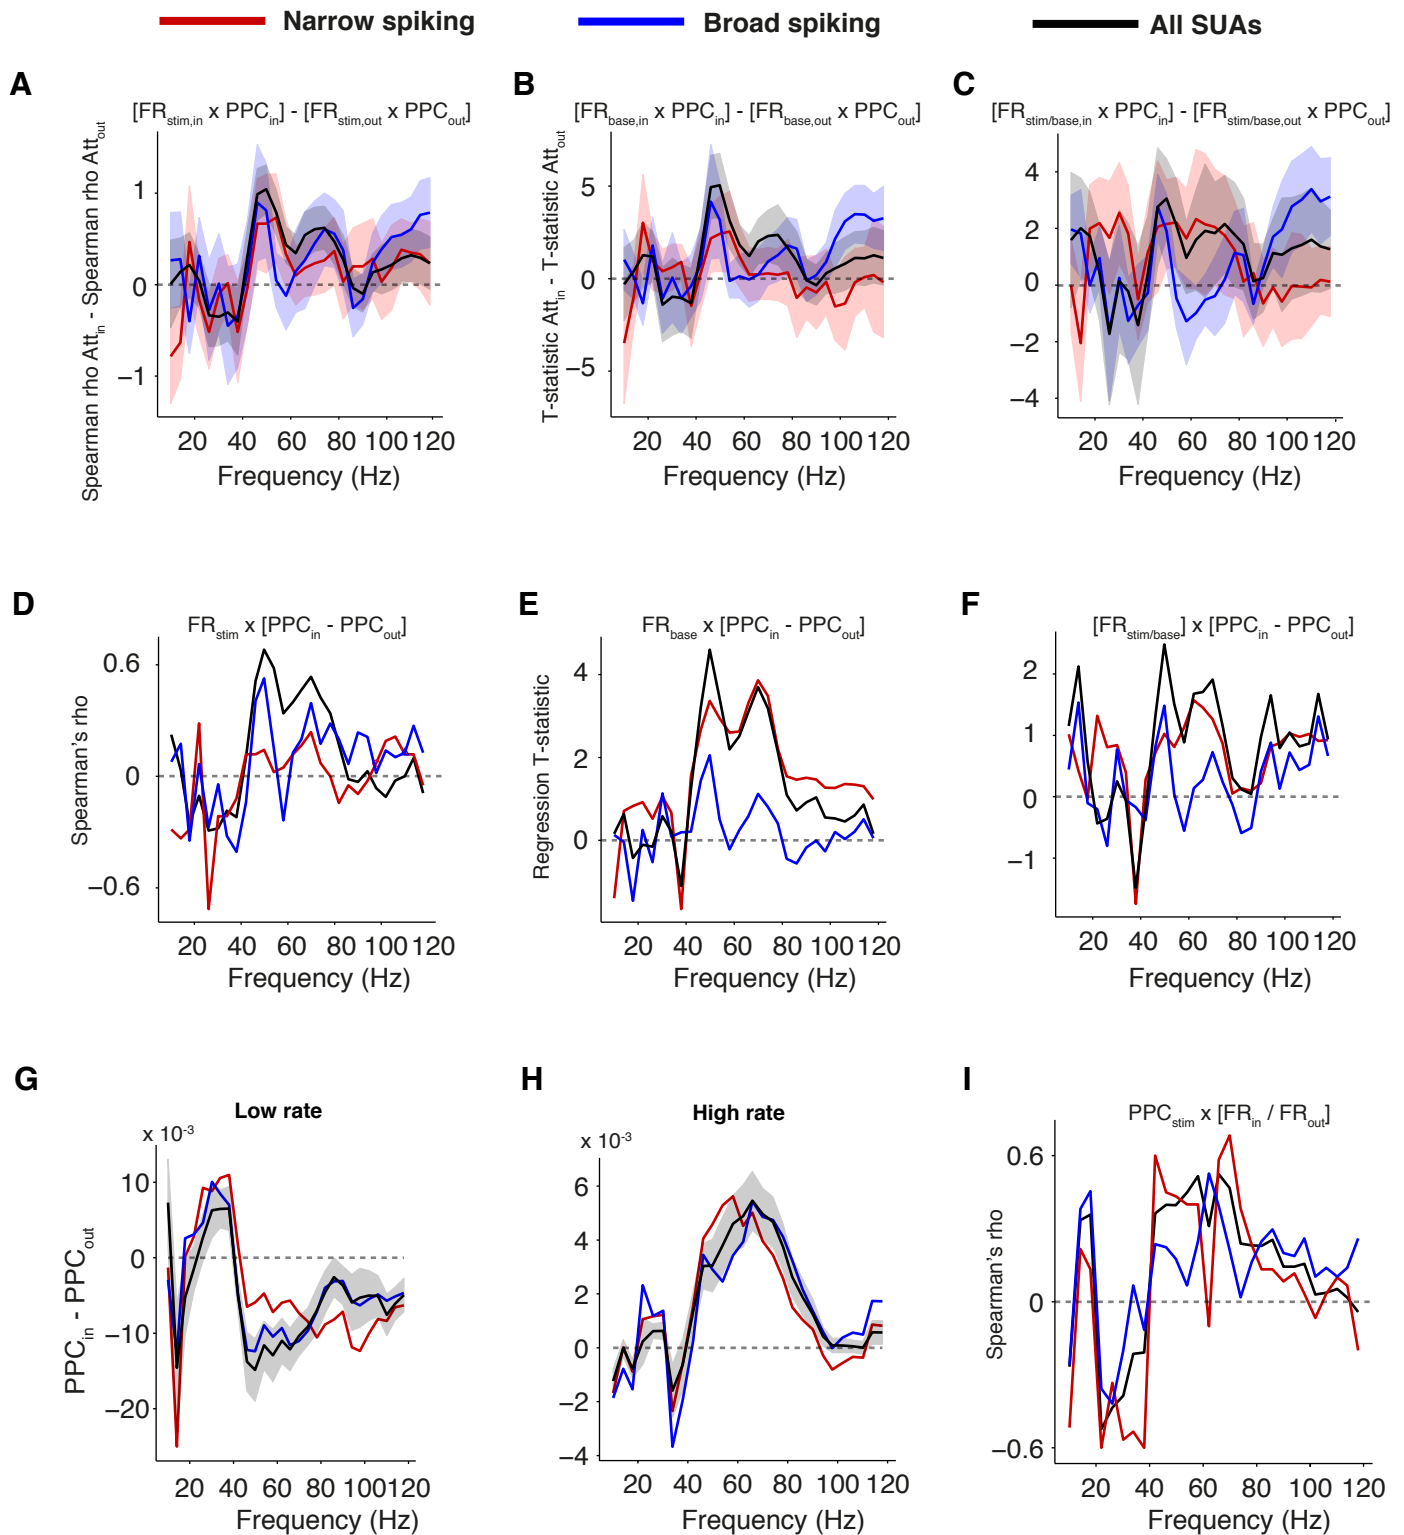 Narrow spiking
Broad spiking
All SUAs
A
[FRstim,in x PPCin] - [FRstim,out x PPCout]
Spearman rho Attin - Spearman rho Attout
1
0
−1
20 40 60 80 100 120
Frequency (Hz)
B
[FRbase,in x PPCin] - [FRbase,out x PPCout]
T-statistic Attin - T-statistic Attout
5
0
−5
20 40 60 80 100 120
Frequency (Hz)
C
[FRstim/base,in x PPCin] - [FRstim/base,out x PPCout]
4
2
0
−2
−4
20 40 60 80 100 120
Frequency (Hz)
D
FRstim x [PPCin - PPCout]
Spearman's rho
0.6
0
−0.6
20 40 60 80 100 120
Frequency (Hz)
E
FRbase x [PPCin - PPCout]
Regression T-statistic
4
2
0
20 40 60 80 100 120
Frequency (Hz)
F
[FRstim/base] x [PPCin - PPCout]
2
1
0
−1
20 40 60 80 100 120
Frequency (Hz)
G
Low rate
x 10-3
PPCin - PPCout
10
0
−10
−20
20 40 60 80 100 120
Frequency (Hz)
H
High rate
x 10-3
6
4
2
0
−2
−4
20 40 60 80 100 120
Frequency (Hz)
I
PPCstim x [FRin / FRout]
Spearman's rho
0.6
0
−0.6
20 40 60 80 100 120
Frequency (Hz)